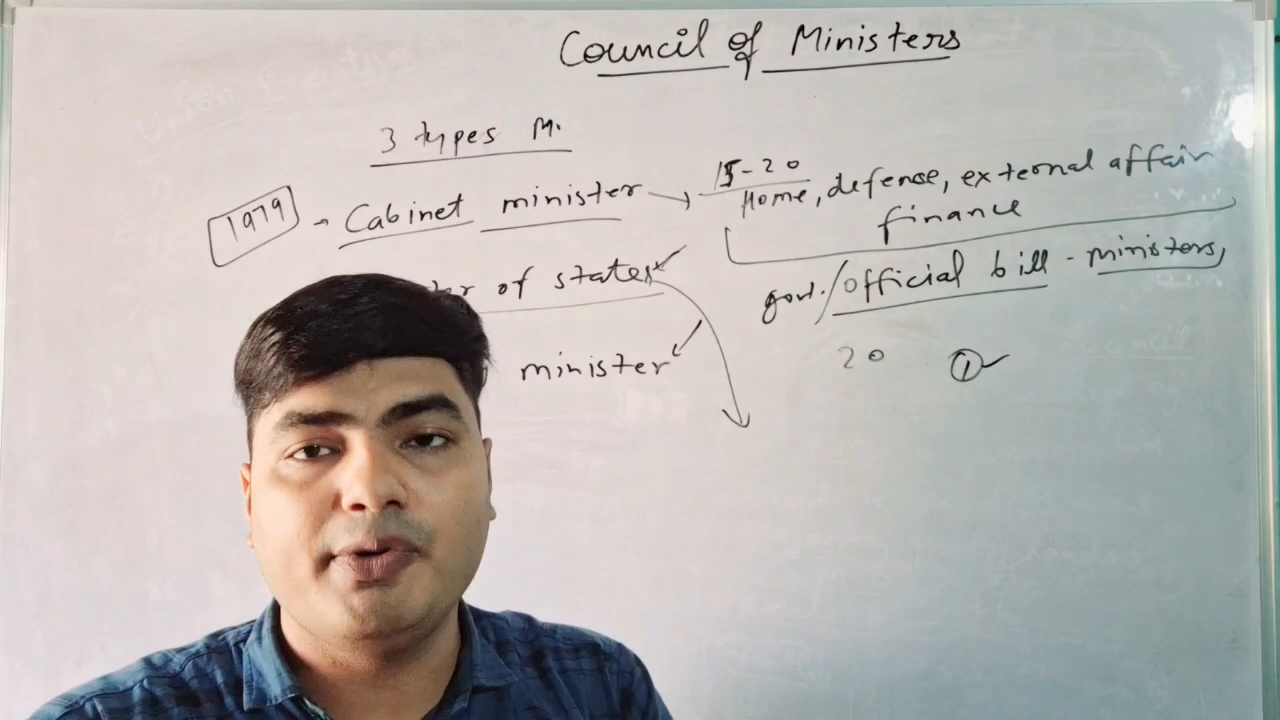 Council of Ministers
3 types M.
1979 - Cabinet minister → 15-20
Home, defense, external affair
finance
of states
govt./official bill - ministers,
minister
20 1